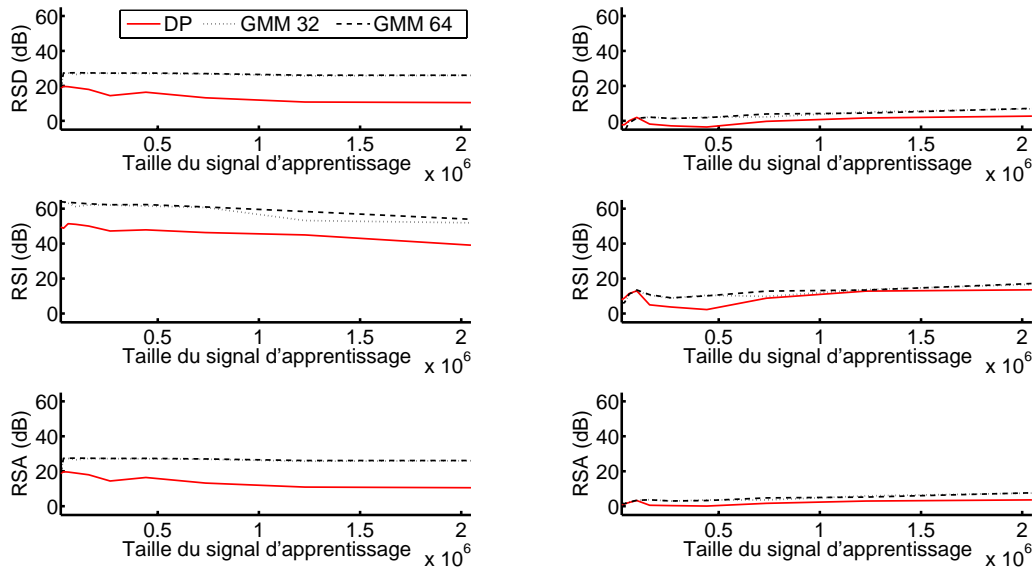 DP GMM 32 GMM 64
RSD (dB)
60
40
20
0
0.5 1 1.5 2
Taille du signal d'apprentissage
x 10^6
RSD (dB)
60
40
20
0
0.5 1 1.5 2
Taille du signal d'apprentissage
x 10^6
RSI (dB)
60
40
20
0
0.5 1 1.5 2
Taille du signal d'apprentissage
x 10^6
RSI (dB)
60
40
20
0
0.5 1 1.5 2
Taille du signal d'apprentissage
x 10^6
RSA (dB)
60
40
20
0
0.5 1 1.5 2
Taille du signal d'apprentissage
x 10^6
RSA (dB)
60
40
20
0
0.5 1 1.5 2
Taille du signal d'apprentissage
x 10^6